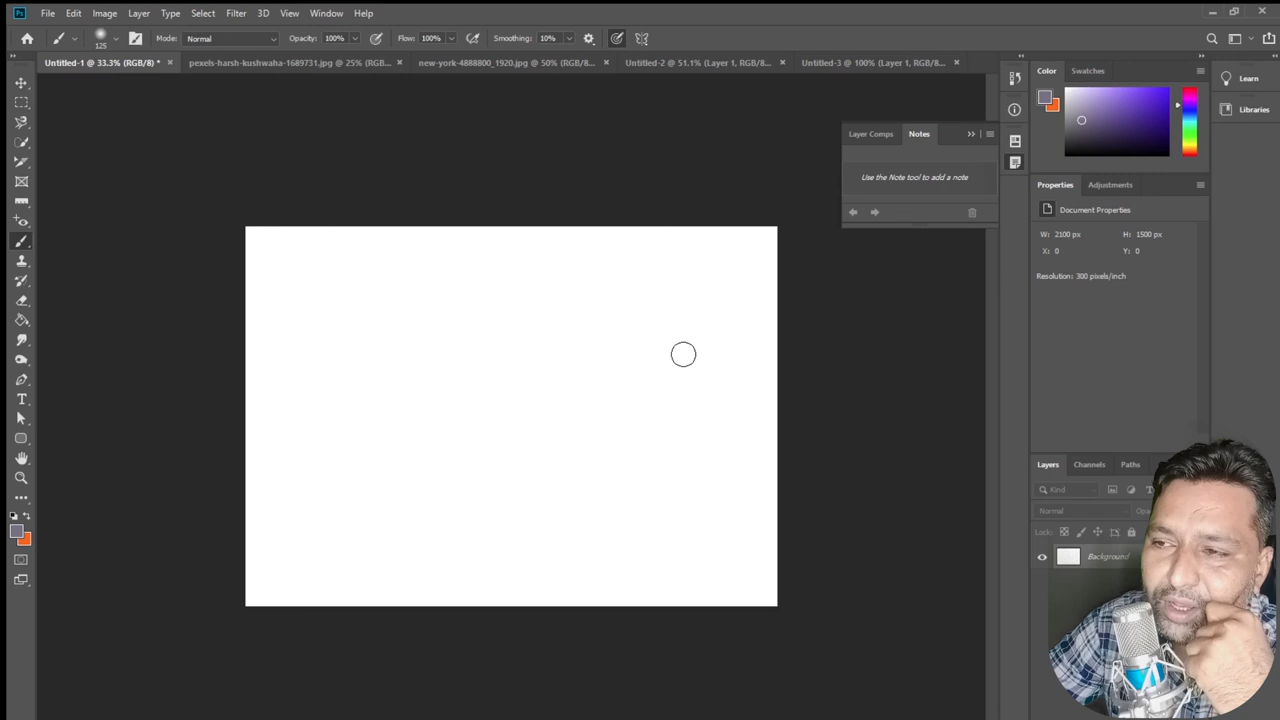 Ps File Edit Image Layer Type Select Filter 3D View Window Help
125 Mode: Normal Opacity: 100% Flow: 100% Smoothing: 10%
Untitled-1 @ 33.3% (RGB/8) * × pexels-harsh-kushwaha-1689731.jpg @ 25% (RGB... × new-york-4888800_1920.jpg @ 50% (RGB/8... × Untitled-2 @ 51.1% (Layer 1, RGB/8... × Untitled-3 @ 100% (Layer 1, RGB/8... ×
Color Swatches
Learn
Libraries
Layer Comps Notes
Use the Note tool to add a note
Properties Adjustments
Document Properties
W: 2100 px H: 1500 px
X: 0 Y: 0
Resolution: 300 pixels/inch
Layers Channels Paths
Kind
Normal
Lock:
Background